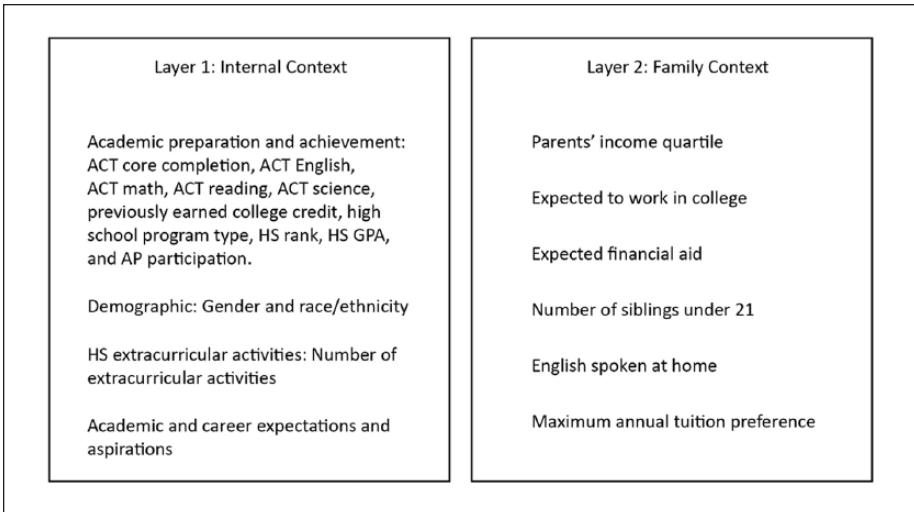 Layer 1: Internal Context
Academic preparation and achievement:
ACT core completion, ACT English,
ACT math, ACT reading, ACT science,
previously earned college credit, high
school program type, HS rank, HS GPA,
and AP participation.
Demographic: Gender and race/ethnicity
HS extracurricular activities: Number of
extracurricular activities
Academic and career expectations and
aspirations
Layer 2: Family Context
Parents’ income quartile
Expected to work in college
Expected financial aid
Number of siblings under 21
English spoken at home
Maximum annual tuition preference